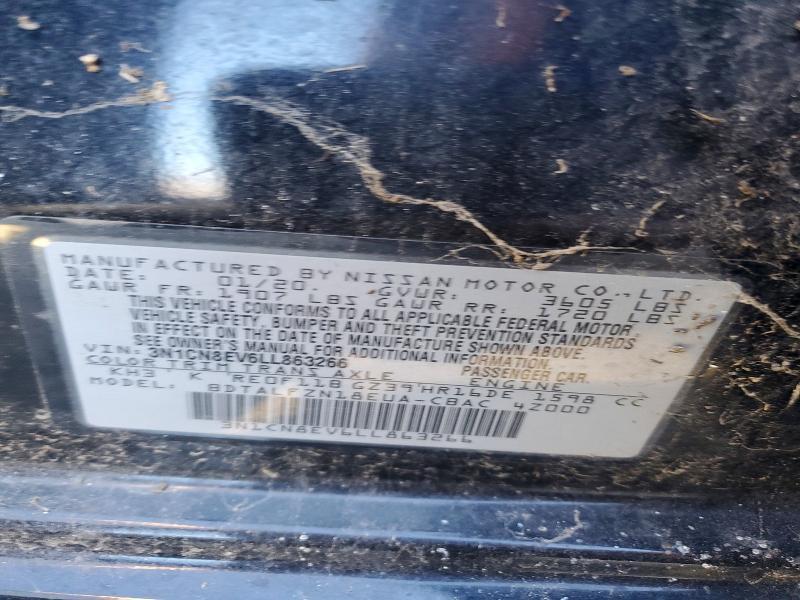 MANUFACTURED BY NISSAN MOTOR CO., LTD.
DATE: 01/20. GVWR: 3605 LBS
GAWR FR: 1907 LBS GAWR RR: 1720 LBS
THIS VEHICLE CONFORMS TO ALL APPLICABLE FEDERAL MOTOR
VEHICLE SAFETY, BUMPER AND THEFT PREVENTION STANDARDS
IN EFFECT ON THE DATE OF MANUFACTURE SHOWN ABOVE.
SEE OWNER'S MANUAL FOR ADDITIONAL INFORMATION.
VIN: 3N1CN8EV6LL863266 PASSENGER CAR.
COLOR TRIM TRANS AXLE ENGINE
KH3 K RE0F11B GZ39 HR16DE 1598 CC
MODEL: BDTALFZN18EUA-CBAC 4Z000
3N1CN8EV6LL863266